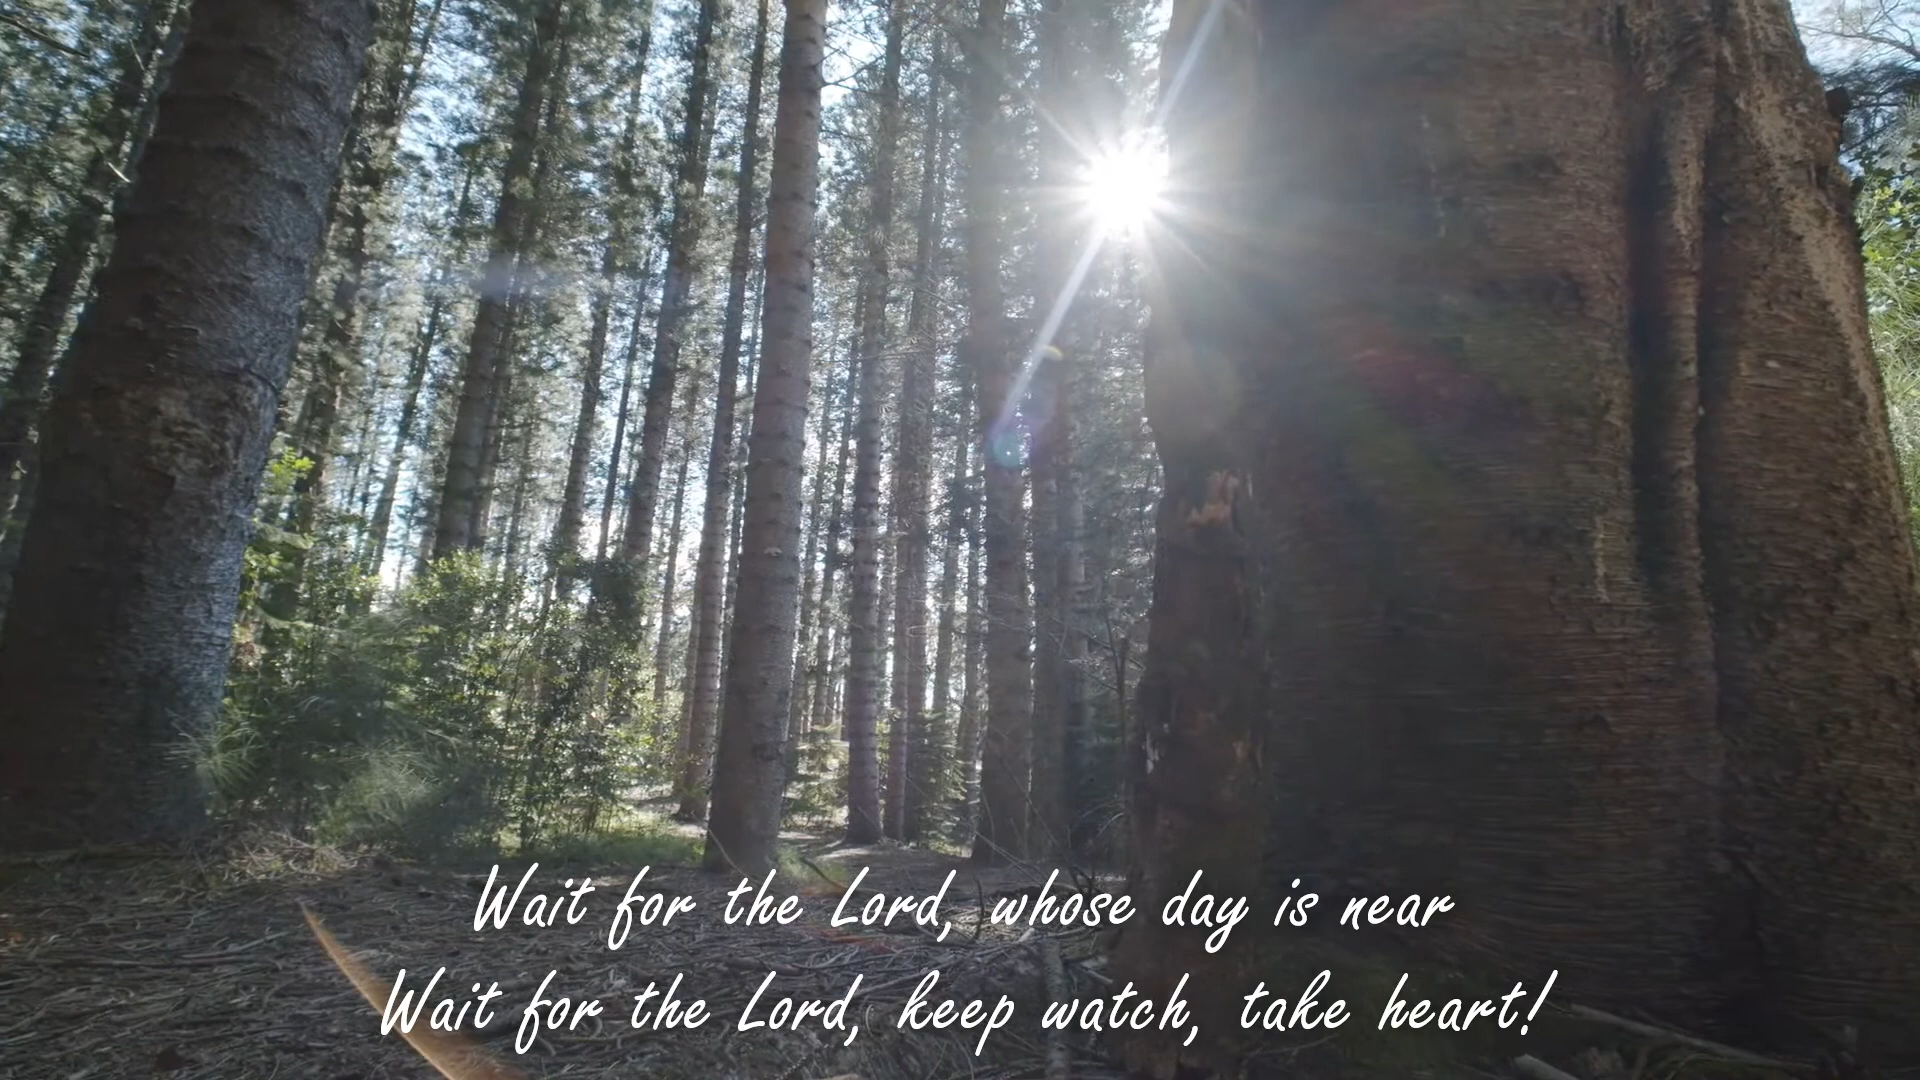 Wait for the Lord, whose day is near
Wait for the Lord, keep watch, take heart!